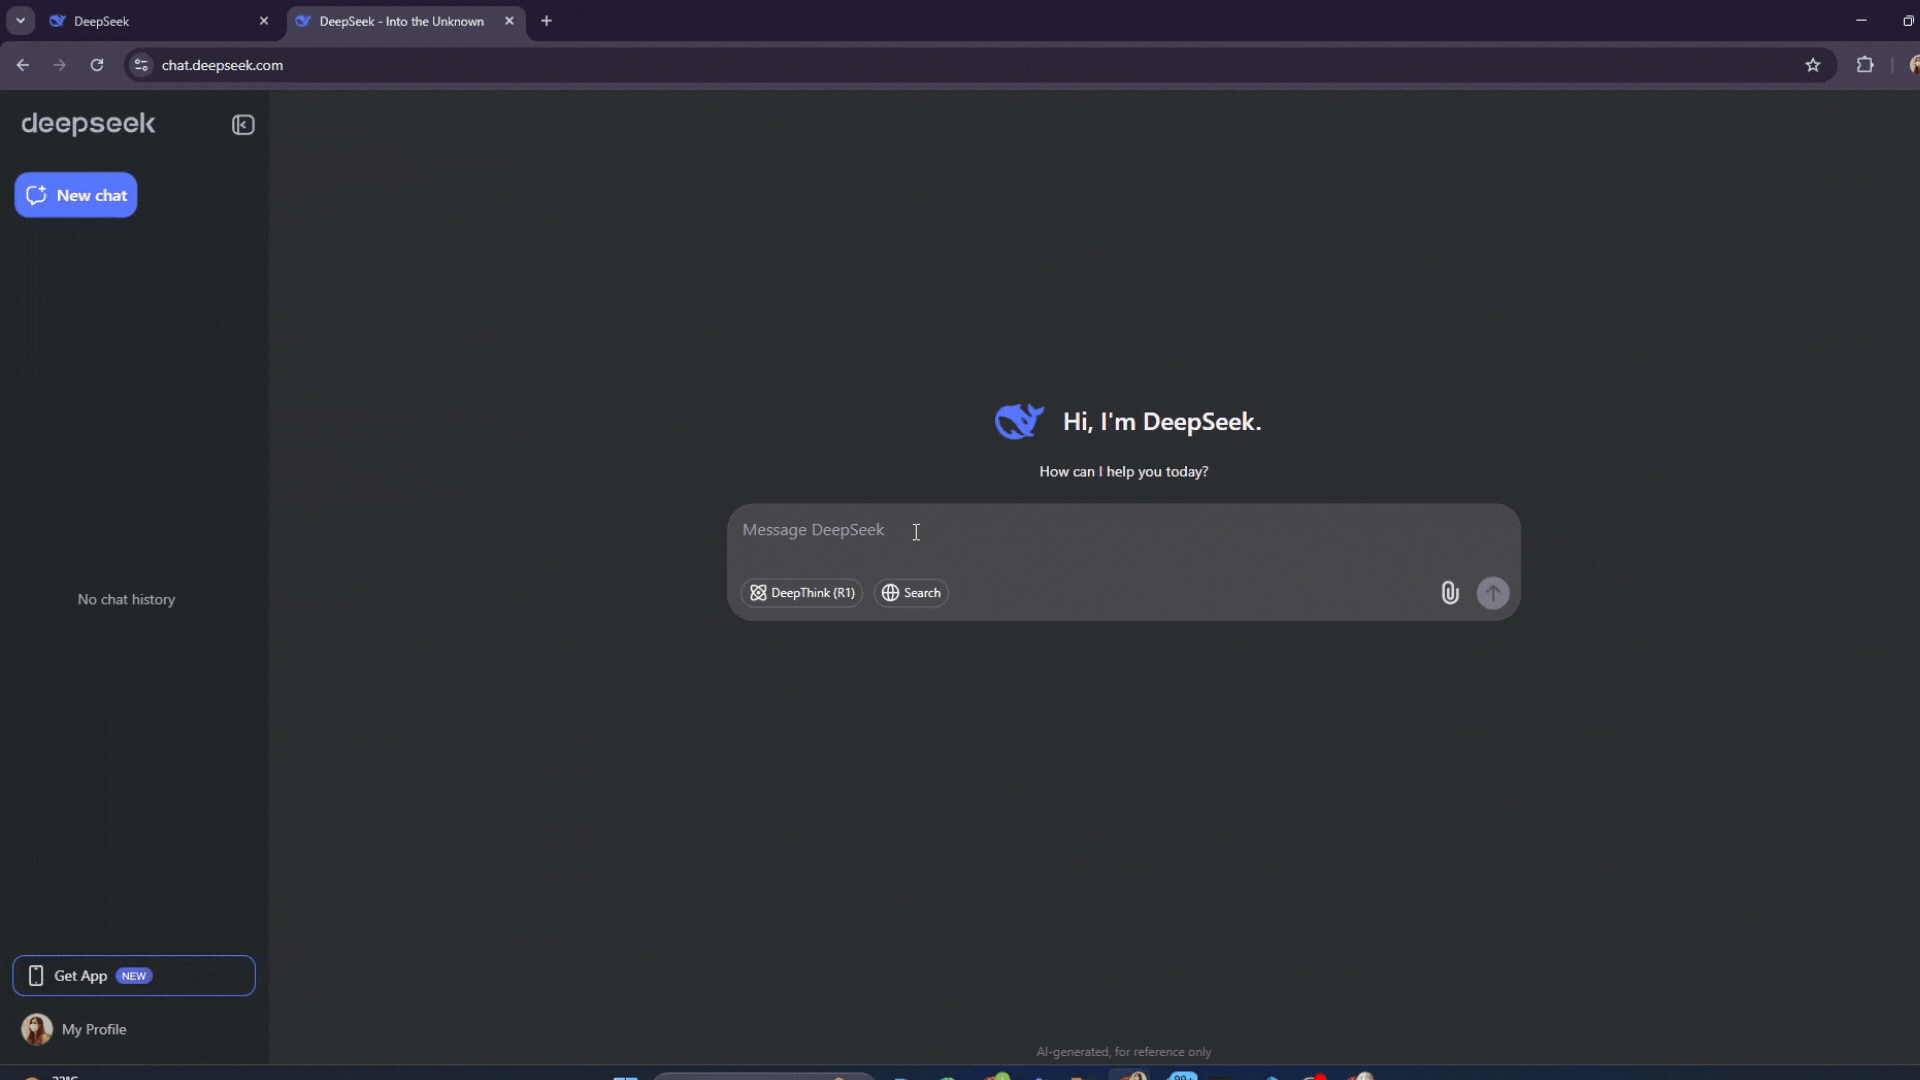 DeepSeek
DeepSeek - Into the Unknown
chat.deepseek.com
deepseek
New chat
Hi, I'm DeepSeek.
How can I help you today?
Message DeepSeek
DeepThink (R1)
Search
No chat history
Get App NEW
My Profile
AI-generated, for reference only